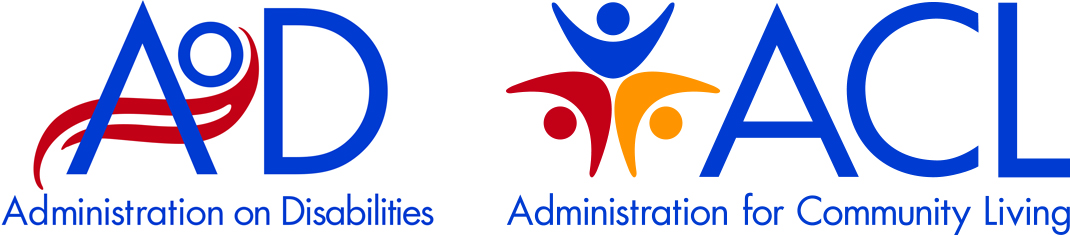 AoD
Administration on Disabilities
ACL
Administration for Community Living